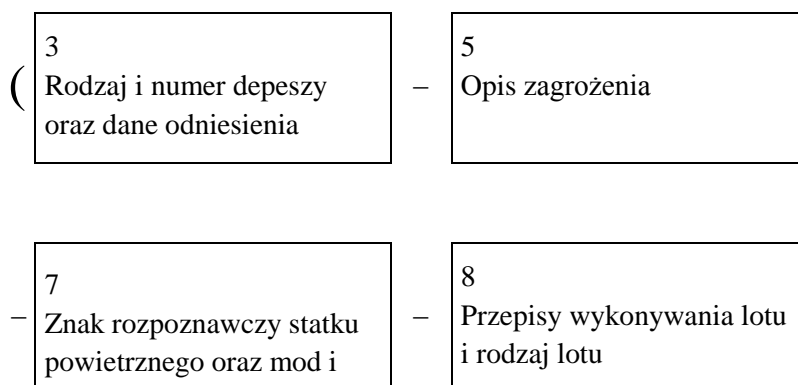 3
Rodzaj i numer depeszy
oraz dane odniesienia
(
–
5
Opis zagrożenia
–
7
Znak rozpoznawczy statku
powietrznego oraz mod i
–
8
Przepisy wykonywania lotu
i rodzaj lotu